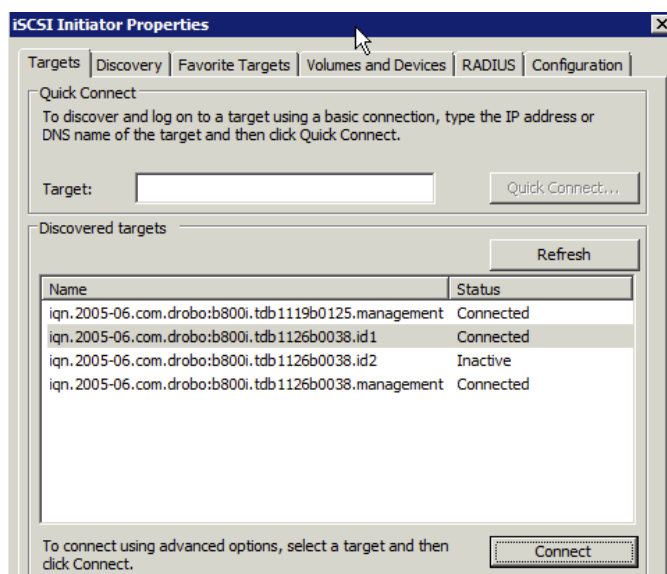 iSCSI Initiator Properties
Targets Discovery Favorite Targets Volumes and Devices RADIUS Configuration
Quick Connect
To discover and log on to a target using a basic connection, type the IP address or
DNS name of the target and then click Quick Connect.
Target: Quick Connect...
Discovered targets
Refresh
Name Status
iqn.2005-06.com.drobo:b800i.tdb1119b0125.management Connected
iqn.2005-06.com.drobo:b800i.tdb1126b0038.id1 Connected
iqn.2005-06.com.drobo:b800i.tdb1126b0038.id2 Inactive
iqn.2005-06.com.drobo:b800i.tdb1126b0038.management Connected
To connect using advanced options, select a target and then
click Connect.
Connect